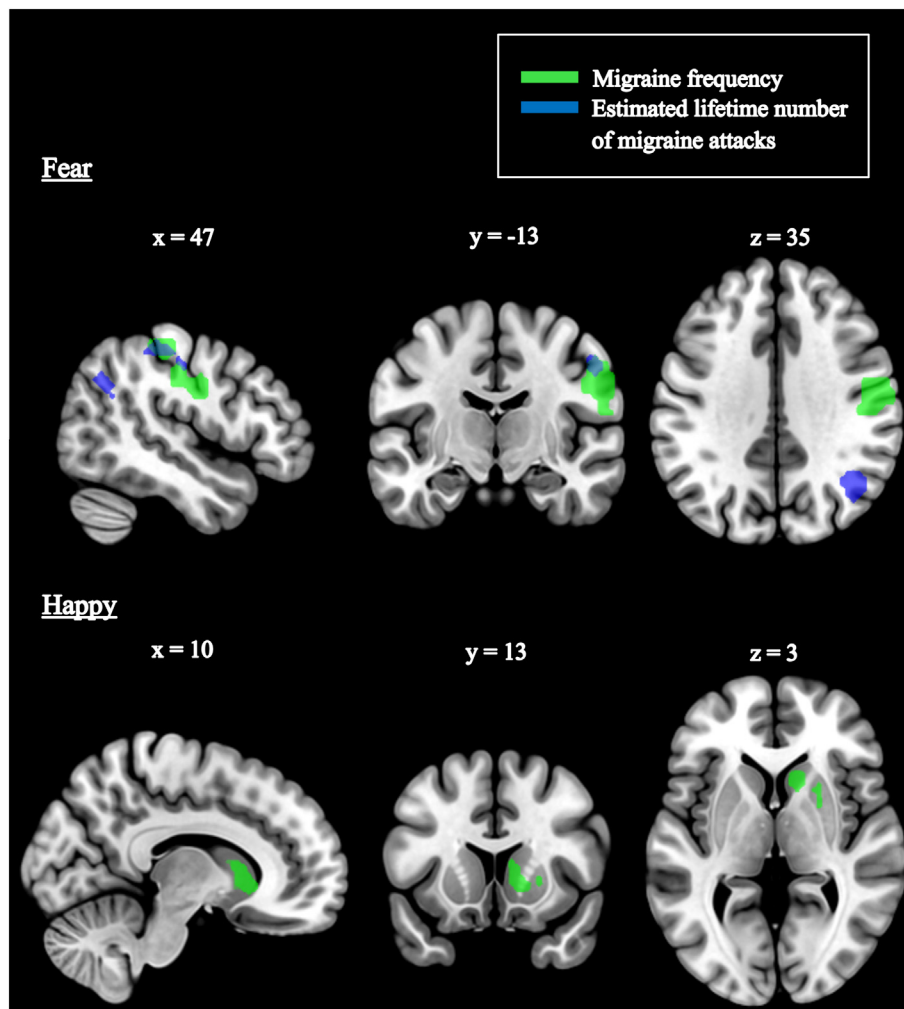 Migraine frequency
Estimated lifetime number
of migraine attacks
Fear
x = 47
y = -13
z = 35
Happy
x = 10
y = 13
z = 3